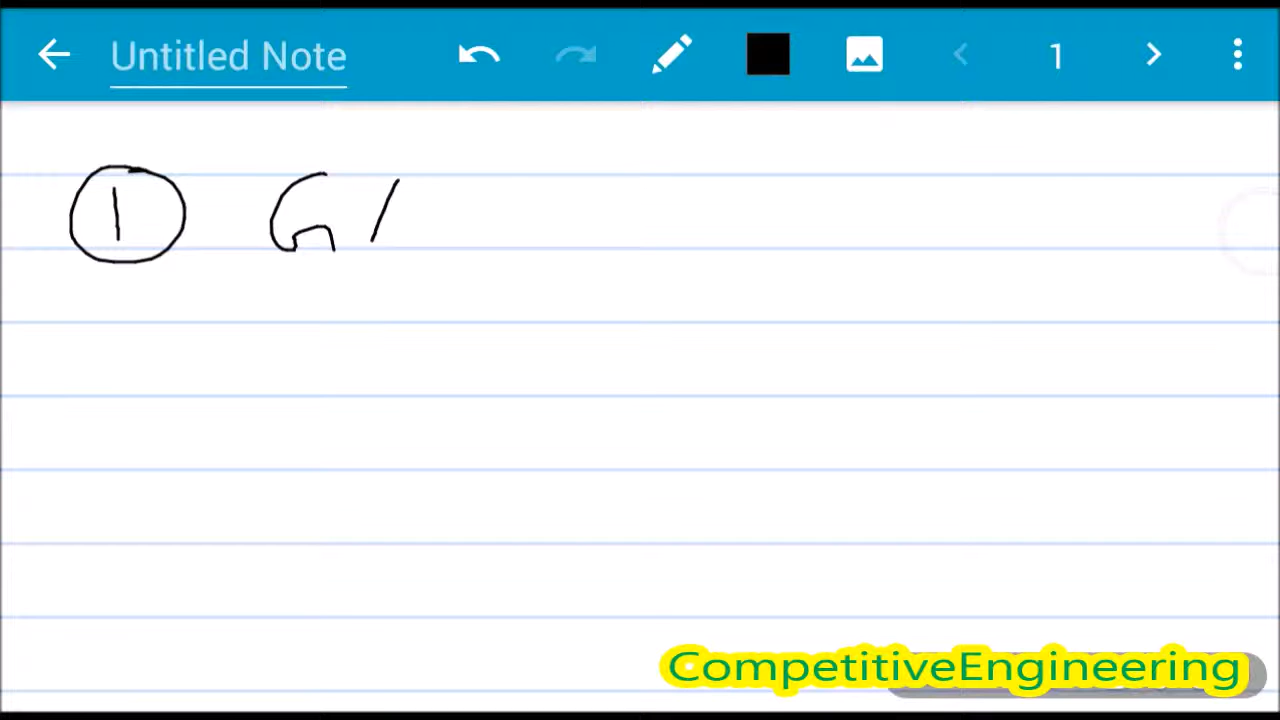 Untitled Note 1
① G
CompetitiveEngineering